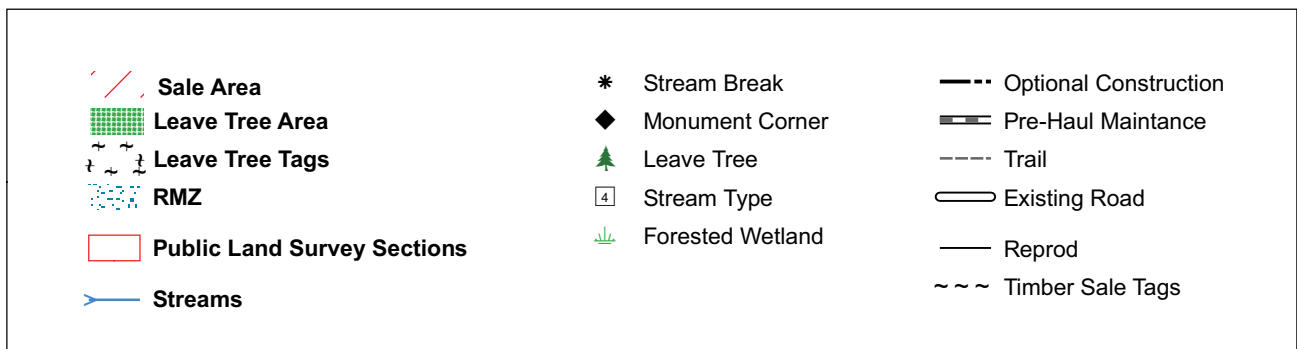 Sale Area
Leave Tree Area
Leave Tree Tags
RMZ
Public Land Survey Sections
Streams
Stream Break
Monument Corner
Leave Tree
4 Stream Type
Forested Wetland
Optional Construction
Pre-Haul Maintance
Trail
Existing Road
Reprod
Timber Sale Tags